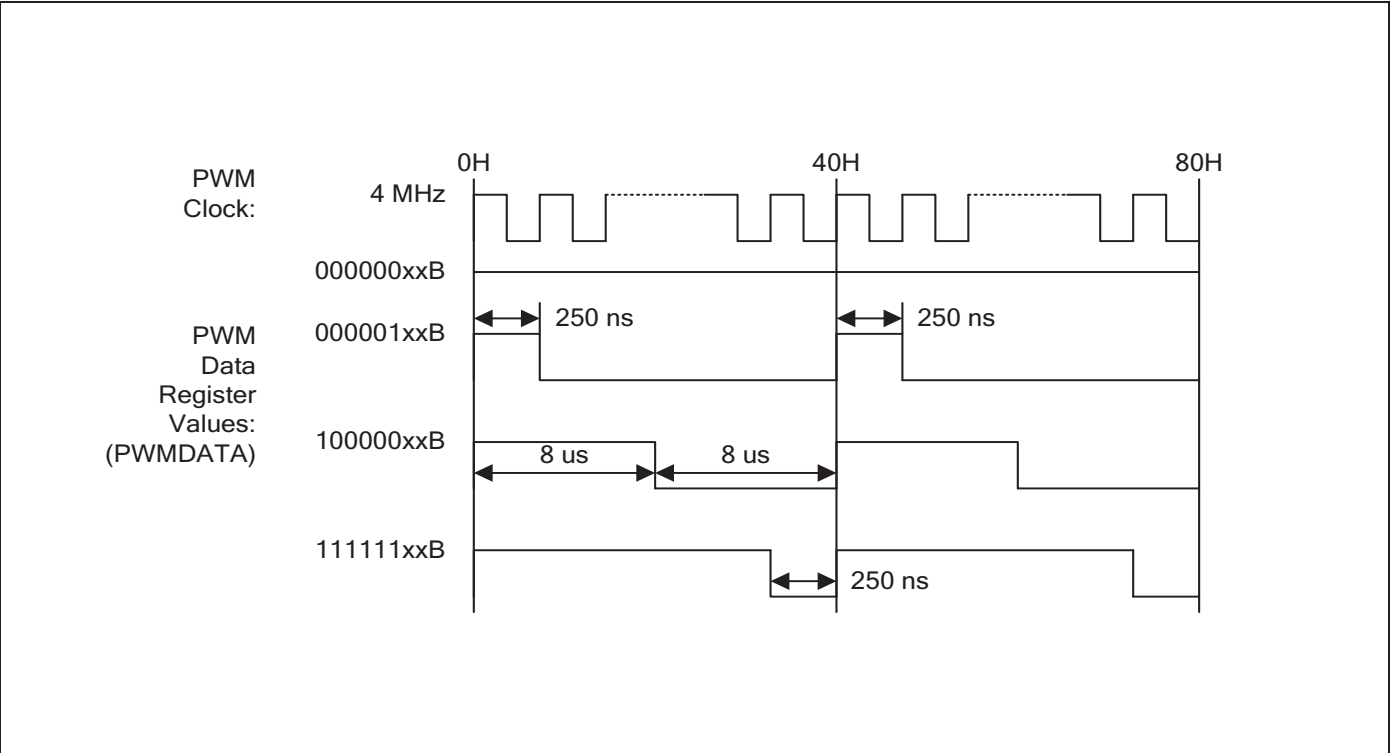 0H 40H 80H
PWM
Clock:
4 MHz
000000xxB
250 ns 250 ns
PWM
Data
Register
Values:
(PWMDATA)
000001xxB
100000xxB
8 us 8 us
111111xxB
250 ns